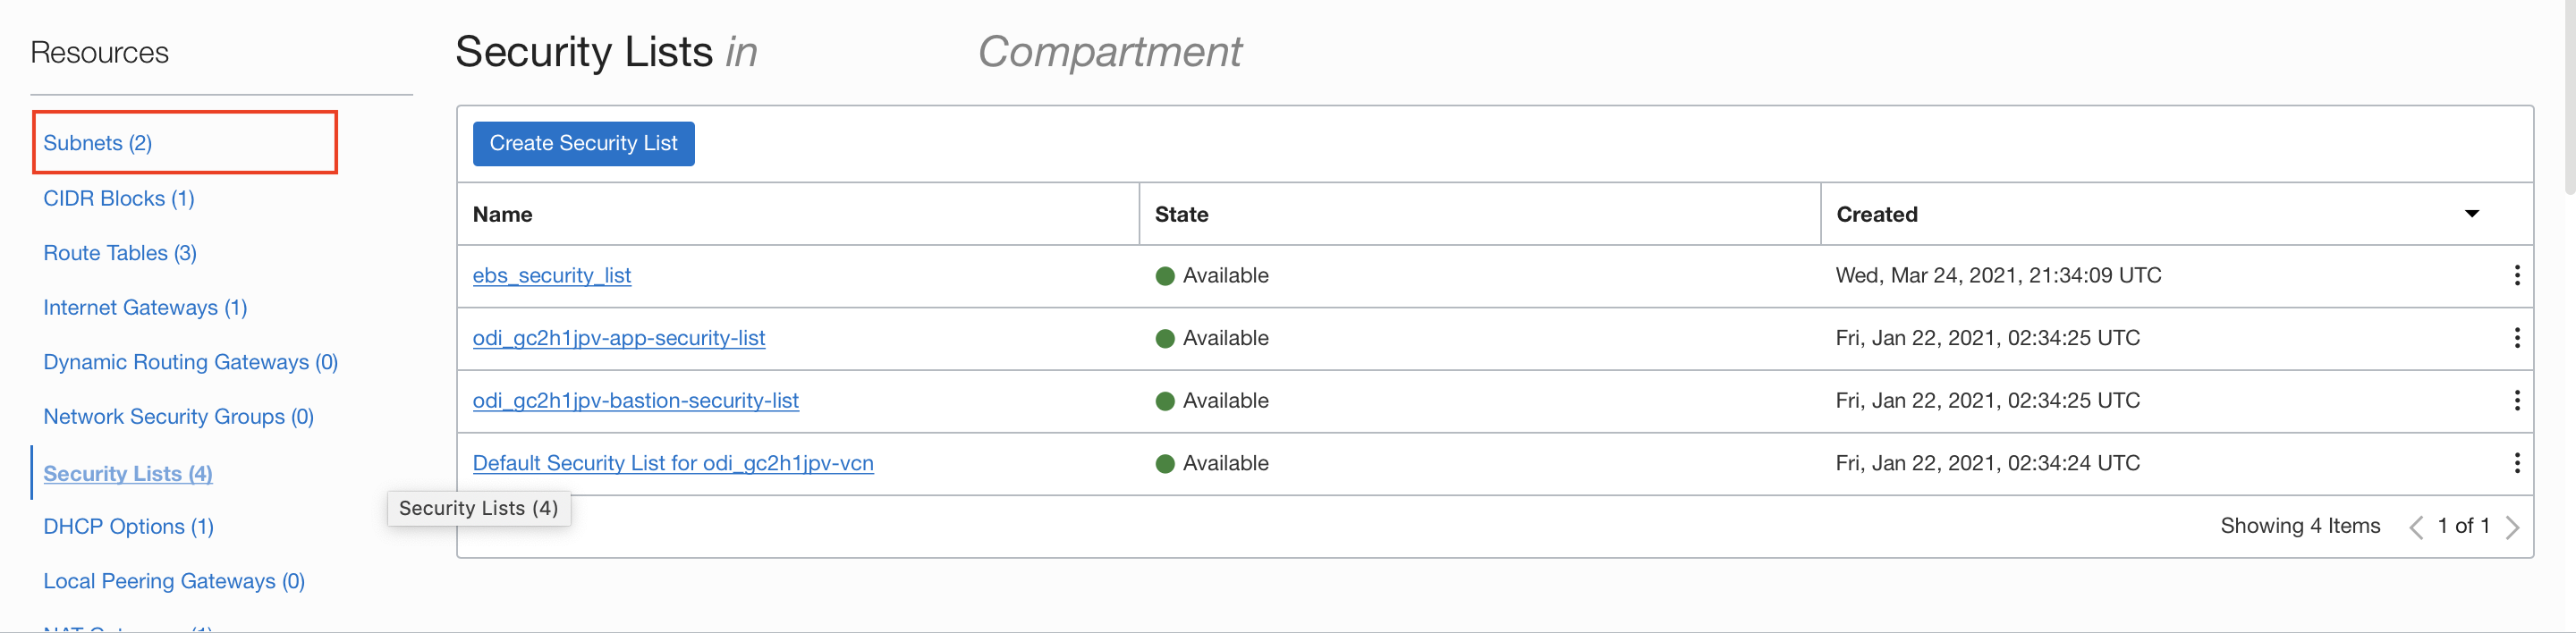 Resources
Subnets (2)
CIDR Blocks (1)
Route Tables (3)
Internet Gateways (1)
Dynamic Routing Gateways (0)
Network Security Groups (0)
Security Lists (4)
DHCP Options (1)
Local Peering Gateways (0)
Security Lists in Compartment
Create Security List
Name State Created
ebs_security_list Available Wed, Mar 24, 2021, 21:34:09 UTC
odi_gc2h1jpv-app-security-list Available Fri, Jan 22, 2021, 02:34:25 UTC
odi_gc2h1jpv-bastion-security-list Available Fri, Jan 22, 2021, 02:34:25 UTC
Default Security List for odi_gc2h1jpv-vcn Available Fri, Jan 22, 2021, 02:34:24 UTC
Security Lists (4)
Showing 4 Items 1 of 1